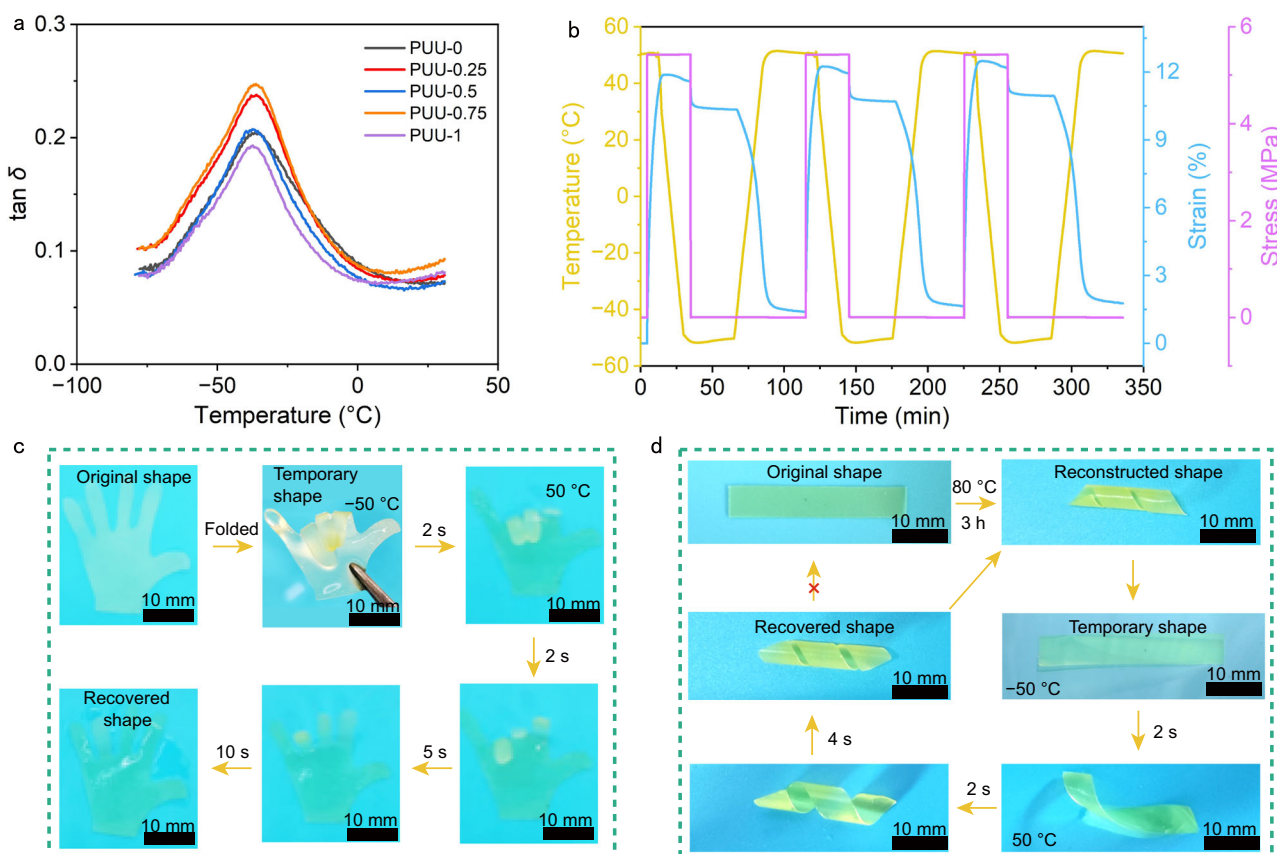 a
0.3
0.2
0.1
0.0
tan δ
−100
−50
0
50
Temperature (°C)
PUU-0
PUU-0.25
PUU-0.5
PUU-0.75
PUU-1
b
60
40
20
0
−20
−40
−60
Temperature (°C)
0
50
100
150
200
250
300
350
Time (min)
12
9
6
3
0
Strain (%)
6
4
2
0
Stress (MPa)
c
Original shape
10 mm
Folded
Temporary
shape
−50 °C
10 mm
2 s
50 °C
10 mm
2 s
10 mm
5 s
10 mm
10 s
Recovered
shape
10 mm
d
Original shape
10 mm
80 °C
3 h
Reconstructed shape
10 mm
Recovered shape
10 mm
Temporary shape
−50 °C
10 mm
2 s
4 s
10 mm
2 s
50 °C
10 mm